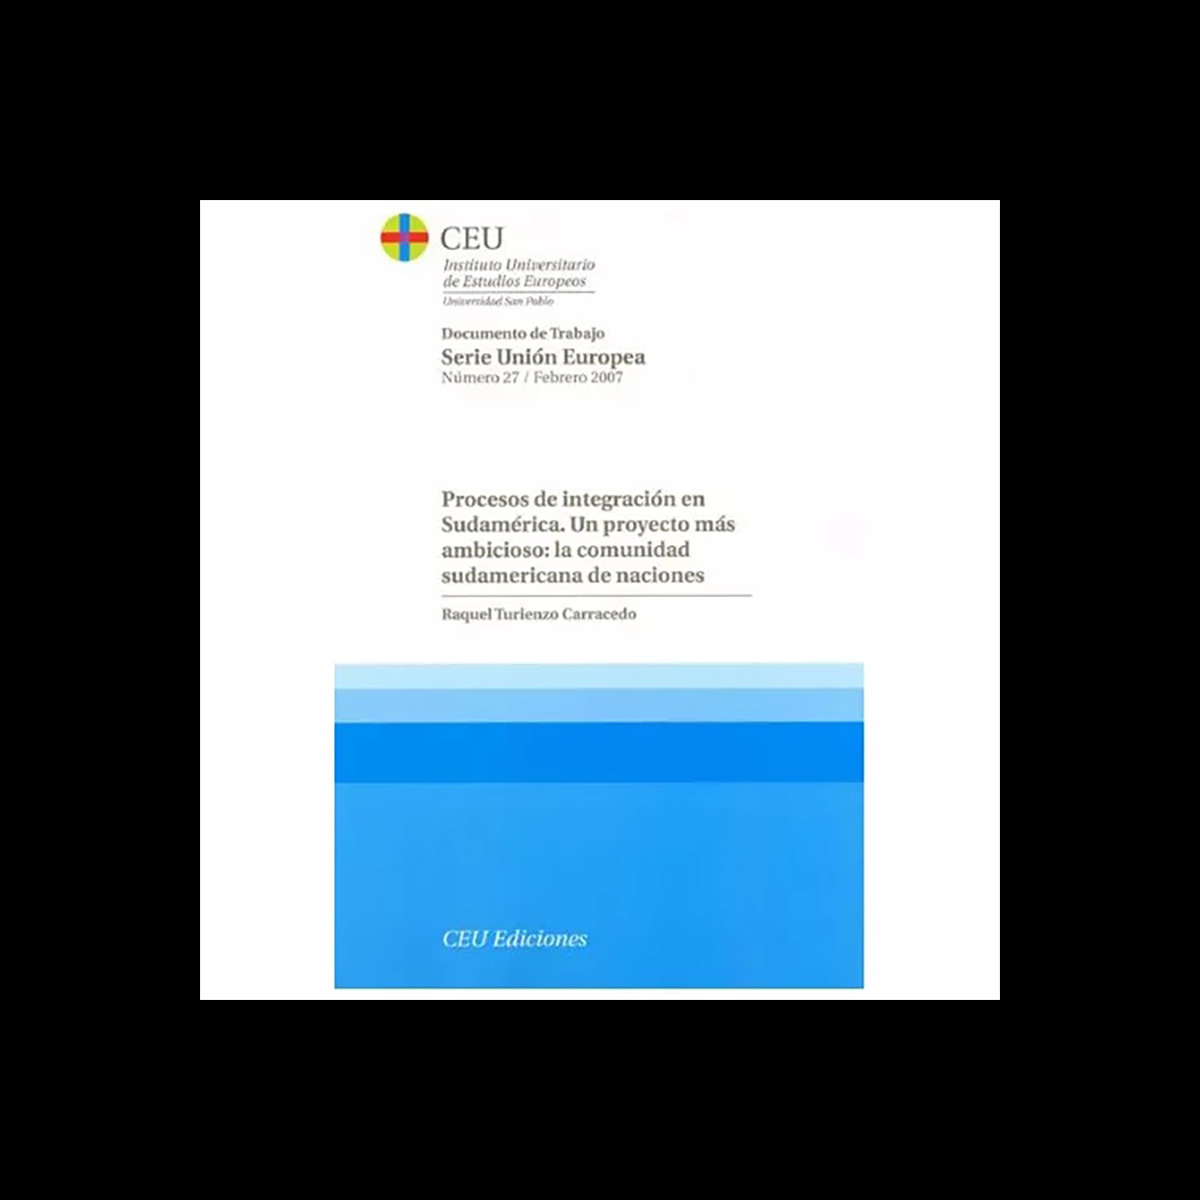 CEU
Instituto Universitario
de Estudios Europeos
Universidad San Pablo
Documento de Trabajo
Serie Unión Europea
Número 27 / Febrero 2007
Procesos de integración en
Sudamérica. Un proyecto más
ambicioso: la comunidad
sudamericana de naciones
Raquel Turienzo Carracedo
CEU Ediciones